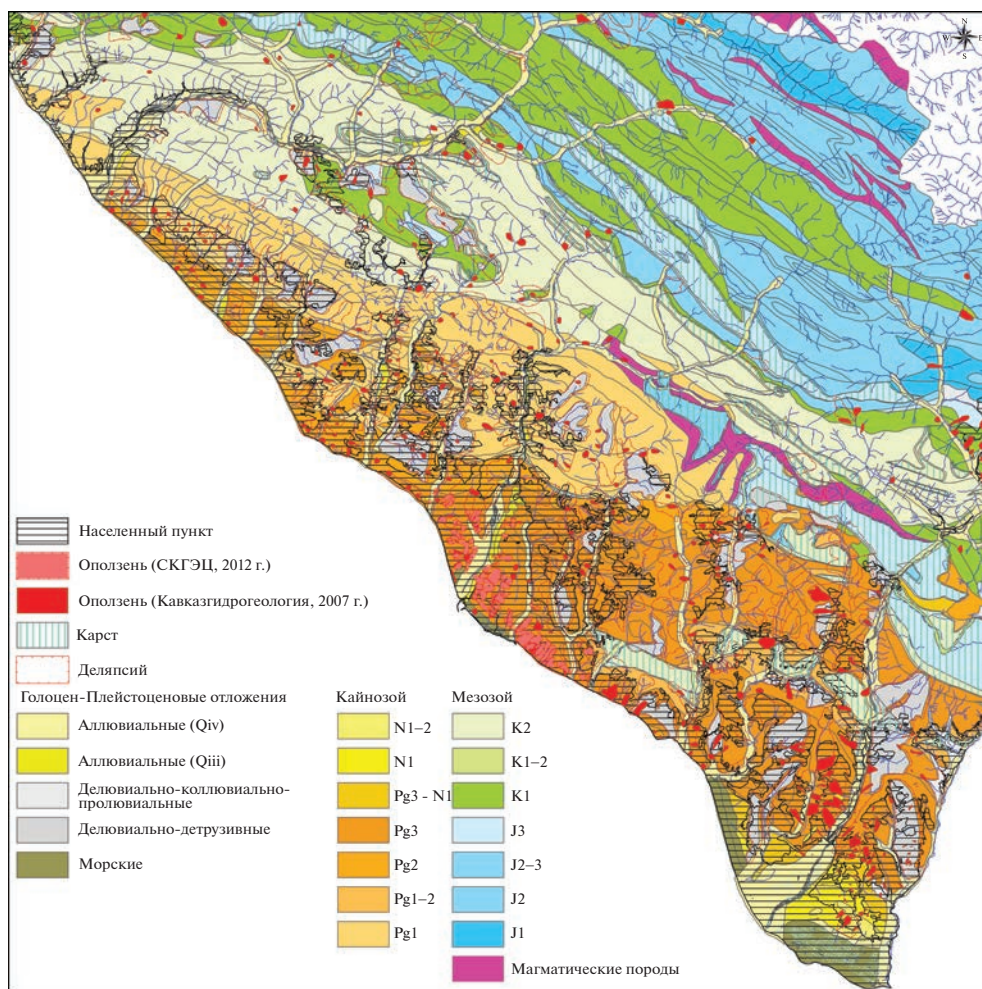 N
W E
S
Населенный пункт
Оползень (СКГЭЦ, 2012 г.)
Оползень (Кавказгидрогеология, 2007 г.)
Карст
Деляпсий
Голоцен-Плейстоценовые отложения
Аллювиальные (Qiv)
Аллювиальные (Qiii)
Делювиально-коллювиально-
пролювиальные
Делювиально-детрузивные
Морские
Кайнозой
N1–2
N1
Pg3 - N1
Pg3
Pg2
Pg1–2
Pg1
Мезозой
K2
K1–2
K1
J3
J2–3
J2
J1
Магматические породы